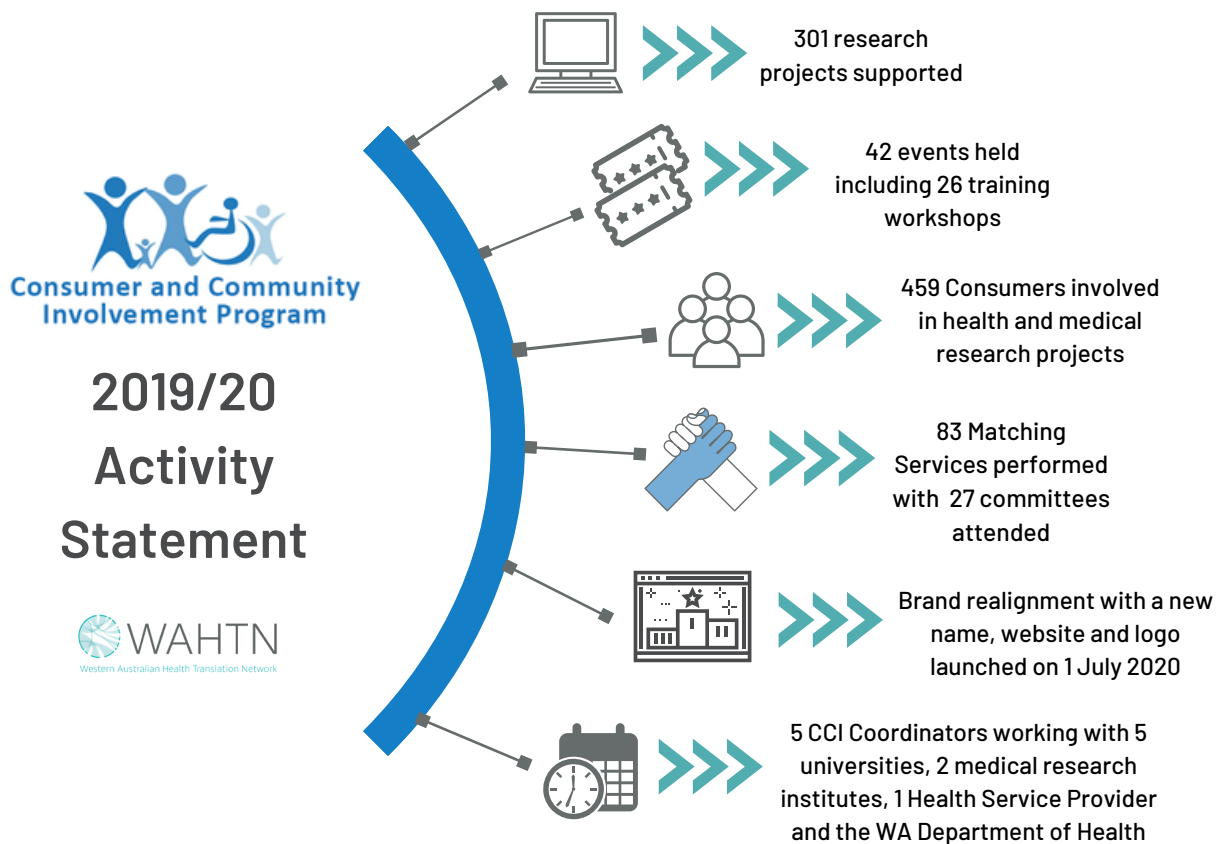 Consumer and Community
Involvement Program
2019/20
Activity
Statement
WAHTN
Western Australian Health Translation Network
301 research
projects supported
42 events held
including 26 training
workshops
459 Consumers involved
in health and medical
research projects
83 Matching
Services performed
with 27 committees
attended
Brand realignment with a new
name, website and logo
launched on 1 July 2020
5 CCI Coordinators working with 5
universities, 2 medical research
institutes, 1 Health Service Provider
and the WA Department of Health